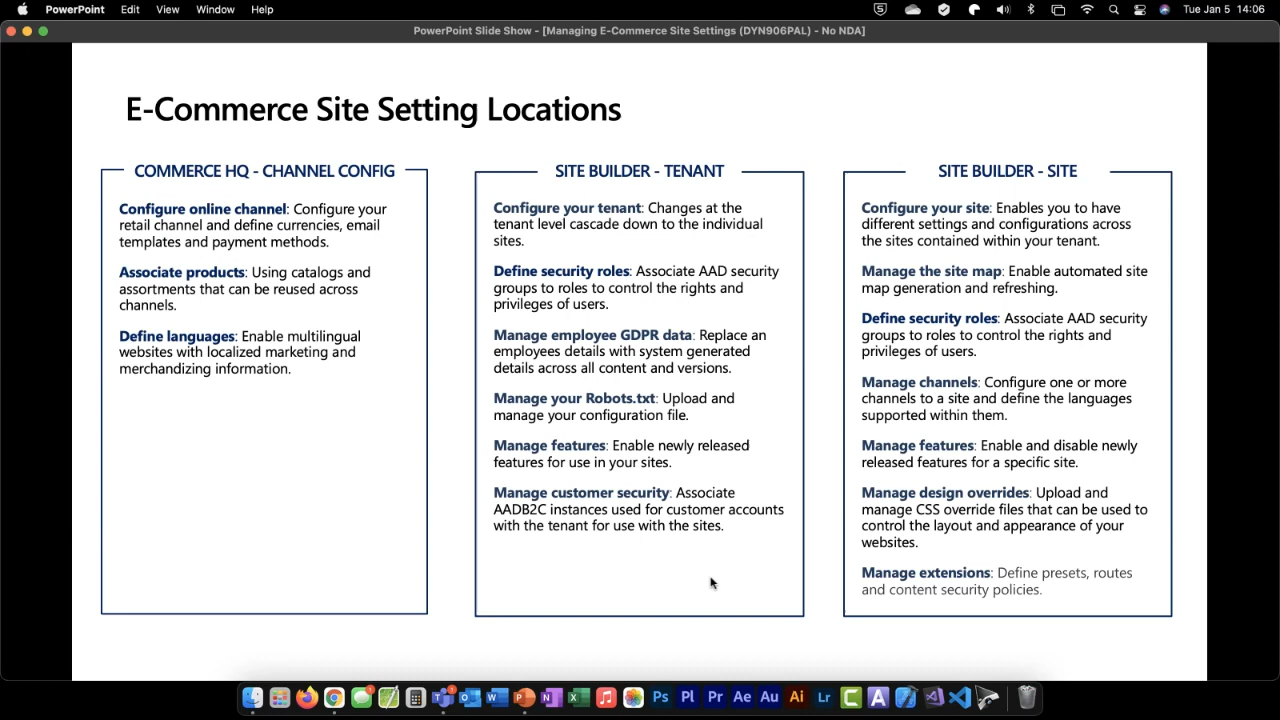 PowerPoint Edit View Window Help Tue Jan 5 14:06
PowerPoint Slide Show - [Managing E-Commerce Site Settings (DYN906PAL) - No NDA]
E-Commerce Site Setting Locations
COMMERCE HQ - CHANNEL CONFIG
Configure online channel: Configure your
retail channel and define currencies, email
templates and payment methods.
Associate products: Using catalogs and
assortments that can be reused across
channels.
Define languages: Enable multilingual
websites with localized marketing and
merchandizing information.
SITE BUILDER - TENANT
Configure your tenant: Changes at the
tenant level cascade down to the individual
sites.
Define security roles: Associate AAD security
groups to roles to control the rights and
privileges of users.
Manage employee GDPR data: Replace an
employees details with system generated
details across all content and versions.
Manage your Robots.txt: Upload and
manage your configuration file.
Manage features: Enable newly released
features for use in your sites.
Manage customer security: Associate
AADB2C instances used for customer accounts
with the tenant for use with the sites.
SITE BUILDER - SITE
Configure your site: Enables you to have
different settings and configurations across
the sites contained within your tenant.
Manage the site map: Enable automated site
map generation and refreshing.
Define security roles: Associate AAD security
groups to roles to control the rights and
privileges of users.
Manage channels: Configure one or more
channels to a site and define the languages
supported within them.
Manage features: Enable and disable newly
released features for a specific site.
Manage design overrides: Upload and
manage CSS override files that can be used to
control the layout and appearance of your
websites.
Manage extensions: Define presets, routes
and content security policies.
Ps Pl Pr Ae Au Ai Lr C A